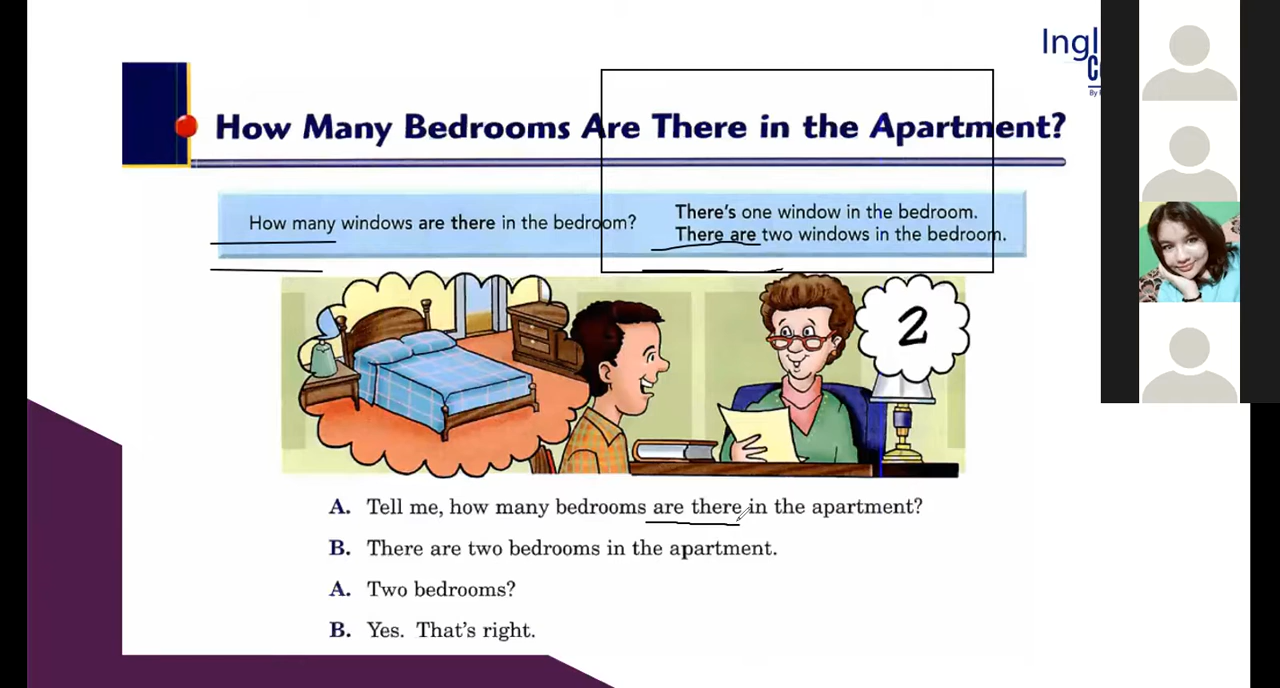 Ingl
By
How Many Bedrooms Are There in the Apartment?
How many windows are there in the bedroom?
There's one window in the bedroom.
There are two windows in the bedroom.
2
A. Tell me, how many bedrooms are there in the apartment?
B. There are two bedrooms in the apartment.
A. Two bedrooms?
B. Yes. That's right.